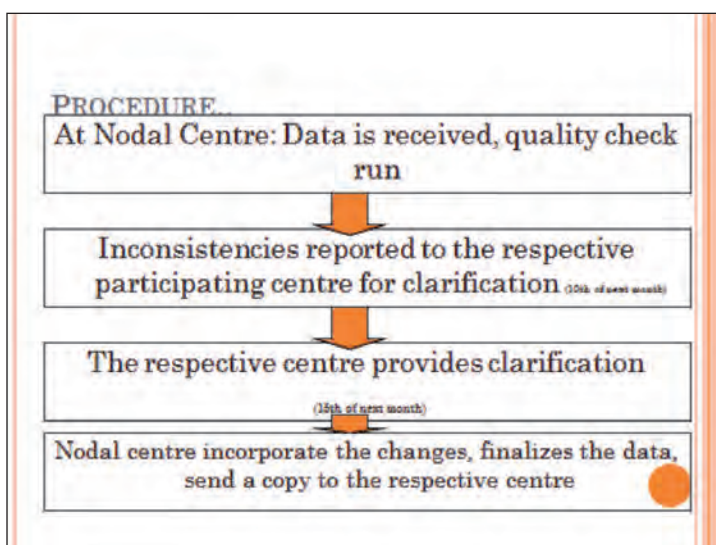 PROCEDURE..
At Nodal Centre: Data is received, quality check
run
Inconsistencies reported to the respective
participating centre for clarification (10th of next month)
The respective centre provides clarification
(15th of next month)
Nodal centre incorporate the changes, finalizes the data,
send a copy to the respective centre